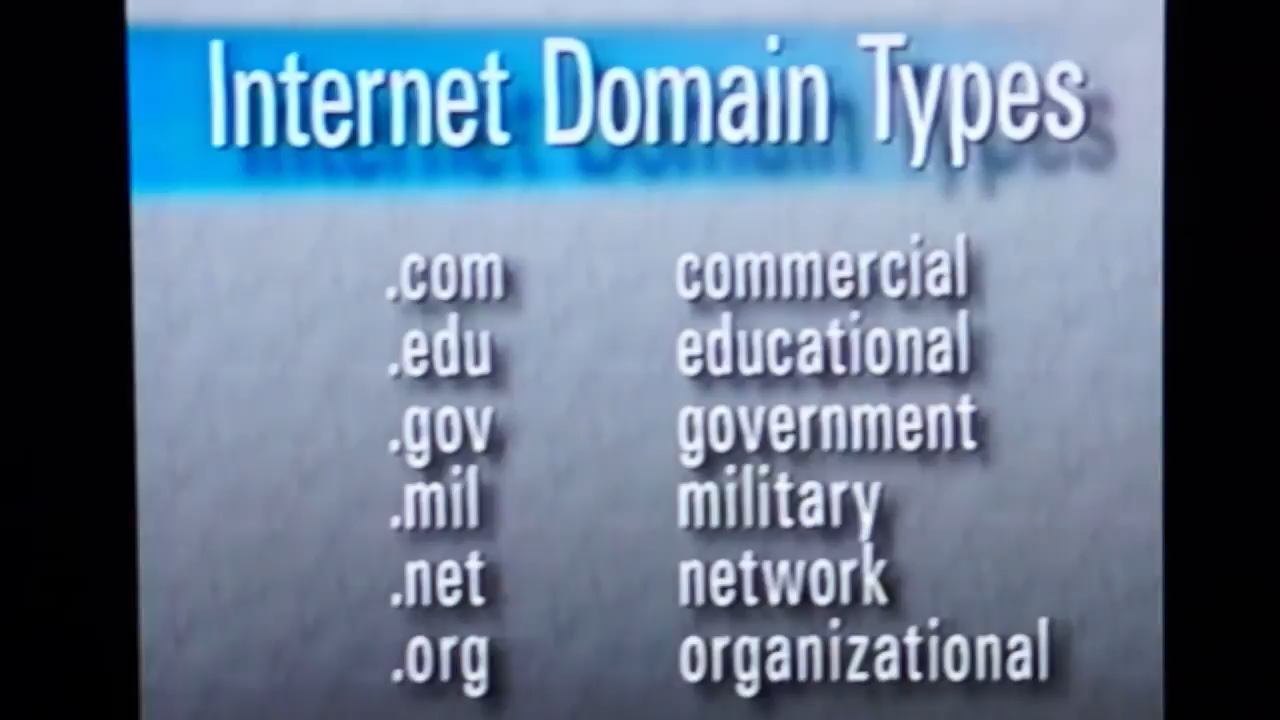 Internet Domain Types
.com commercial
.edu educational
.gov government
.mil military
.net network
.org organizational